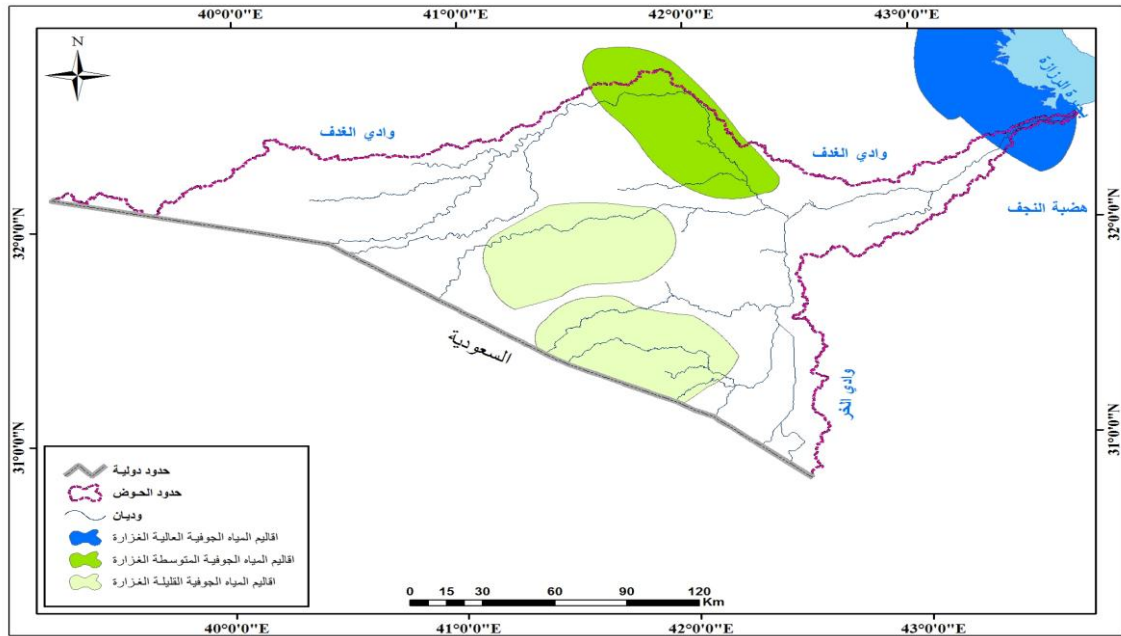 40°0'0"E
41°0'0"E
42°0'0"E
43°0'0"E
N
بحيرة الرزازة
وادي الغدف
وادي الغدف
هضبة النجف
32°0'0"N
32°0'0"N
السعودية
وادي الخر
31°0'0"N
31°0'0"N
حدود دولية
حدود الحوض
وديان
اقاليم المياه الجوفية العالية الغزارة
اقاليم المياه الجوفية المتوسطة الغزارة
اقاليم المياه الجوفية القليلة الغزارة
0 15 30 60 90 120
Km
40°0'0"E
41°0'0"E
42°0'0"E
43°0'0"E